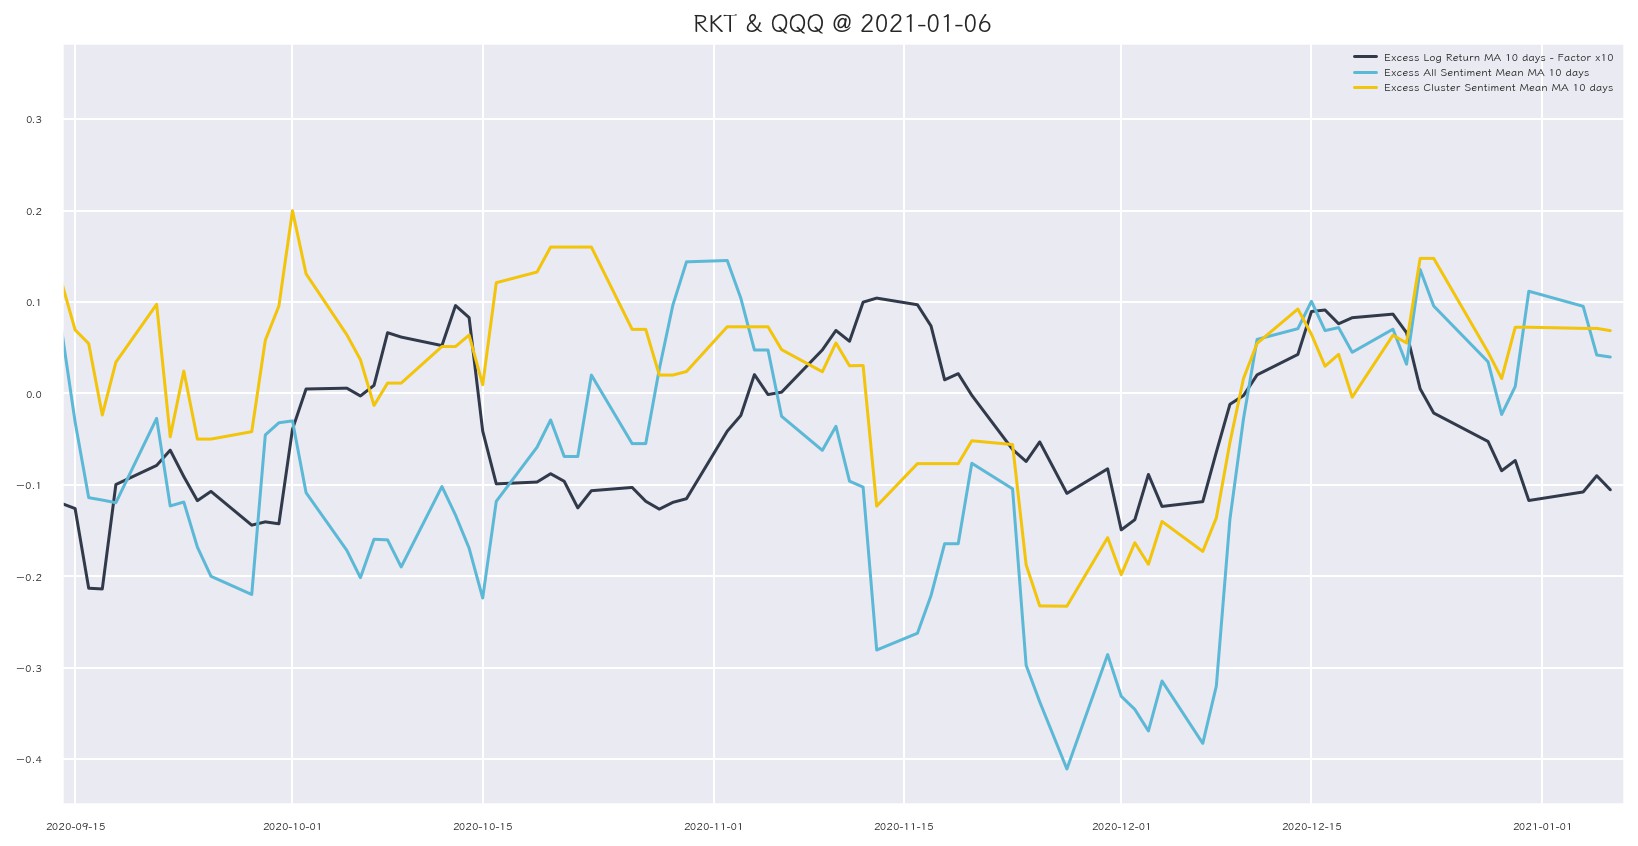 RKT & QQQ @ 2021-01-06
Excess Log Return MA 10 days - Factor x10
Excess All Sentiment Mean MA 10 days
Excess Cluster Sentiment Mean MA 10 days
0.3
0.2
0.1
0.0
−0.1
−0.2
−0.3
−0.4
2020-09-15 2020-10-01 2020-10-15 2020-11-01 2020-11-15 2020-12-01 2020-12-15 2021-01-01